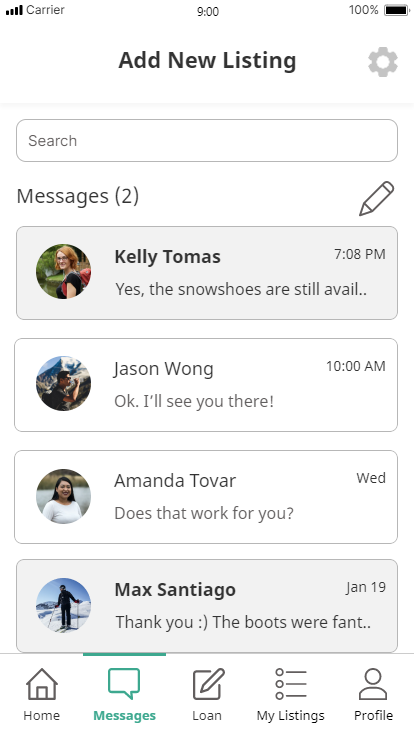 Carrier 9:00 100%
Add New Listing
Search
Messages (2)
Kelly Tomas 7:08 PM
Yes, the snowshoes are still avail..
Jason Wong 10:00 AM
Ok. I'll see you there!
Amanda Tovar Wed
Does that work for you?
Max Santiago Jan 19
Thank you :) The boots were fant..
Home Messages Loan My Listings Profile